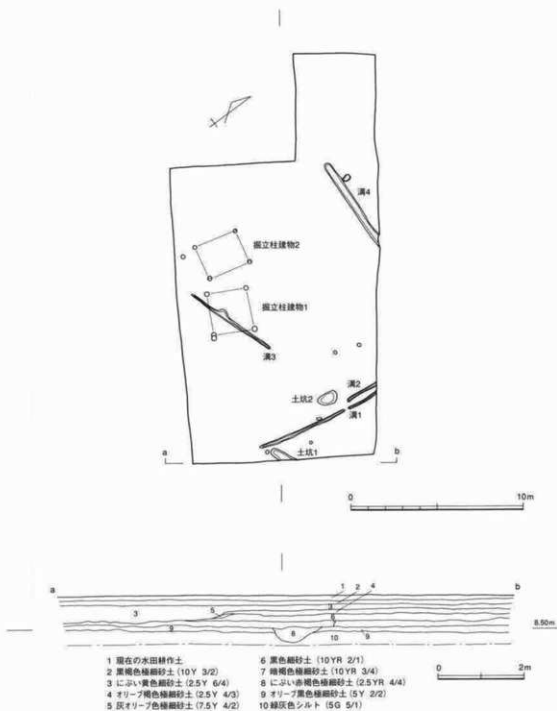 溝4
掘立柱建物2
掘立柱建物1
溝3
溝2
土坑2
溝1
a
土坑1
b
0
10m
a
1
2
4
b
3
5
3
6
7
8.50m
9
8
10
9
1 現在の水田耕作土
2 黒褐色極細砂土 (10Y 3/2)
3 にぶい黄色極細砂土 (2.5Y 6/4)
4 オリーブ褐色極細砂土 (2.5Y 4/3)
5 灰オリーブ色極細砂土 (7.5Y 4/2)
6 黒色細砂土 (10YR 2/1)
7 暗褐色極細砂土 (10YR 3/4)
8 にぶい赤褐色極細砂土 (2.5YR 4/4)
9 オリーブ黒色極細砂土 (5Y 2/2)
10 緑灰色シルト (5G 5/1)
0
2m